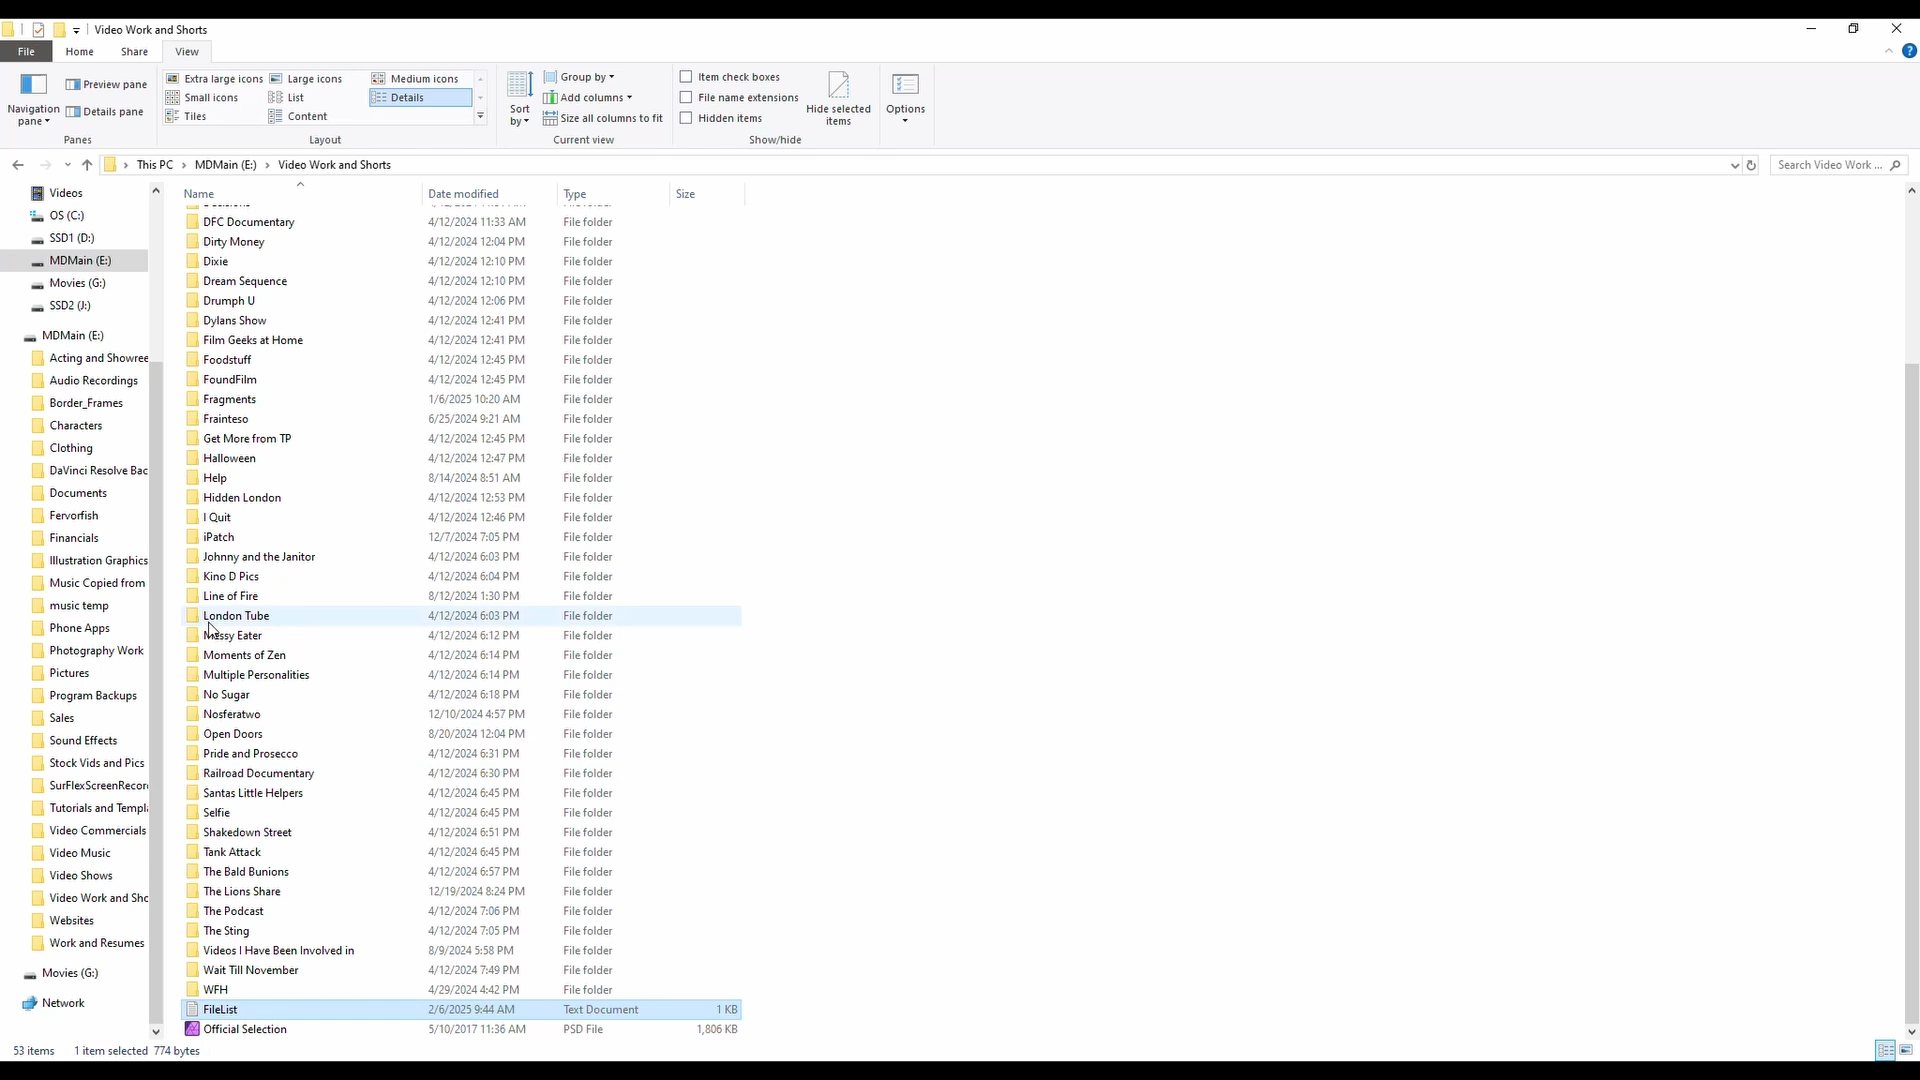 Video Work and Shorts
File Home Share View ?
Navigation pane
Preview pane
Details pane
Panes
Extra large icons Large icons Medium icons
Small icons List Details
Tiles Content
Layout
Sort by
Group by
Add columns
Size all columns to fit
Current view
Item check boxes
File name extensions
Hidden items
Hide selected items
Show/hide
Options
This PC MDMain (E:) Video Work and Shorts
Search Video Work ...
Videos
OS (C:)
SSD1 (D:)
MDMain (E:)
Movies (G:)
SSD2 (J:)
MDMain (E:)
Acting and Showree
Audio Recordings
Border_Frames
Characters
Clothing
DaVinci Resolve Bac
Documents
Fervorfish
Financials
Illustration Graphics
Music Copied from
music temp
Phone Apps
Photography Work
Pictures
Program Backups
Sales
Sound Effects
Stock Vids and Pics
SurFlexScreenRecor
Tutorials and Templ
Video Commercials
Video Music
Video Shows
Video Work and Sho
Websites
Work and Resumes
Movies (G:)
Network
Name Date modified Type Size
DFC Documentary 4/12/2024 11:33 AM File folder
Dirty Money 4/12/2024 12:04 PM File folder
Dixie 4/12/2024 12:10 PM File folder
Dream Sequence 4/12/2024 12:10 PM File folder
Drumph U 4/12/2024 12:06 PM File folder
Dylans Show 4/12/2024 12:41 PM File folder
Film Geeks at Home 4/12/2024 12:41 PM File folder
Foodstuff 4/12/2024 12:45 PM File folder
FoundFilm 4/12/2024 12:45 PM File folder
Fragments 1/6/2025 10:20 AM File folder
Frainteso 6/25/2024 9:21 AM File folder
Get More from TP 4/12/2024 12:45 PM File folder
Halloween 4/12/2024 12:47 PM File folder
Help 8/14/2024 8:51 AM File folder
Hidden London 4/12/2024 12:53 PM File folder
I Quit 4/12/2024 12:46 PM File folder
iPatch 12/7/2024 7:05 PM File folder
Johnny and the Janitor 4/12/2024 6:03 PM File folder
Kino D Pics 4/12/2024 6:04 PM File folder
Line of Fire 8/12/2024 1:30 PM File folder
London Tube 4/12/2024 6:03 PM File folder
Messy Eater 4/12/2024 6:12 PM File folder
Moments of Zen 4/12/2024 6:14 PM File folder
Multiple Personalities 4/12/2024 6:14 PM File folder
No Sugar 4/12/2024 6:18 PM File folder
Nosferatwo 12/10/2024 4:57 PM File folder
Open Doors 8/20/2024 12:04 PM File folder
Pride and Prosecco 4/12/2024 6:31 PM File folder
Railroad Documentary 4/12/2024 6:30 PM File folder
Santas Little Helpers 4/12/2024 6:45 PM File folder
Selfie 4/12/2024 6:45 PM File folder
Shakedown Street 4/12/2024 6:51 PM File folder
Tank Attack 4/12/2024 6:45 PM File folder
The Bald Bunions 4/12/2024 6:57 PM File folder
The Lions Share 12/19/2024 8:24 PM File folder
The Podcast 4/12/2024 7:06 PM File folder
The Sting 4/12/2024 7:05 PM File folder
Videos I Have Been Involved in 8/9/2024 5:58 PM File folder
Wait Till November 4/12/2024 7:49 PM File folder
WFH 4/29/2024 4:42 PM File folder
FileList 2/6/2025 9:44 AM Text Document 1 KB
Official Selection 5/10/2017 11:36 AM PSD File 1,806 KB
53 items 1 item selected 774 bytes